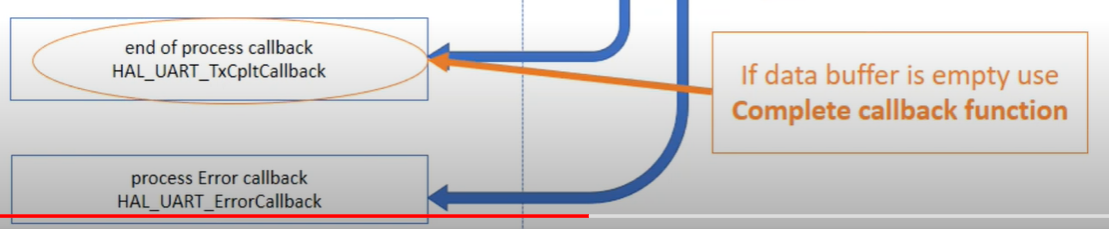 end of process callback
HAL_UART_TxCpltCallback
If data buffer is empty use
Complete callback function
process Error callback
HAL_UART_ErrorCallback